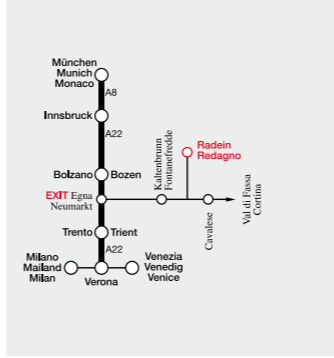 München
Munich
Monaco
A8
Innsbruck
A22
Kaltenbrunn
Fontanefredde
Radein
Redagno
Bolzano Bozen
EXIT Egna
Neumarkt
Val di Fassa
Cortina
Cavalese
Trento Trient
A22
Milano
Mailand
Milan
Verona
Venezia
Venedig
Venice